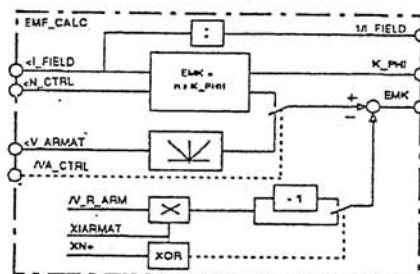 EMF_CALC
:
1/I_FIELD
<I_FIELD
K_PHI
<N_CTRL
EMK =
n x K_PHI
+
EMK
−
<V_ARMAT
/VA_CTRL
- 1
/V_R_ARM
XIARMAT
XN+
XOR